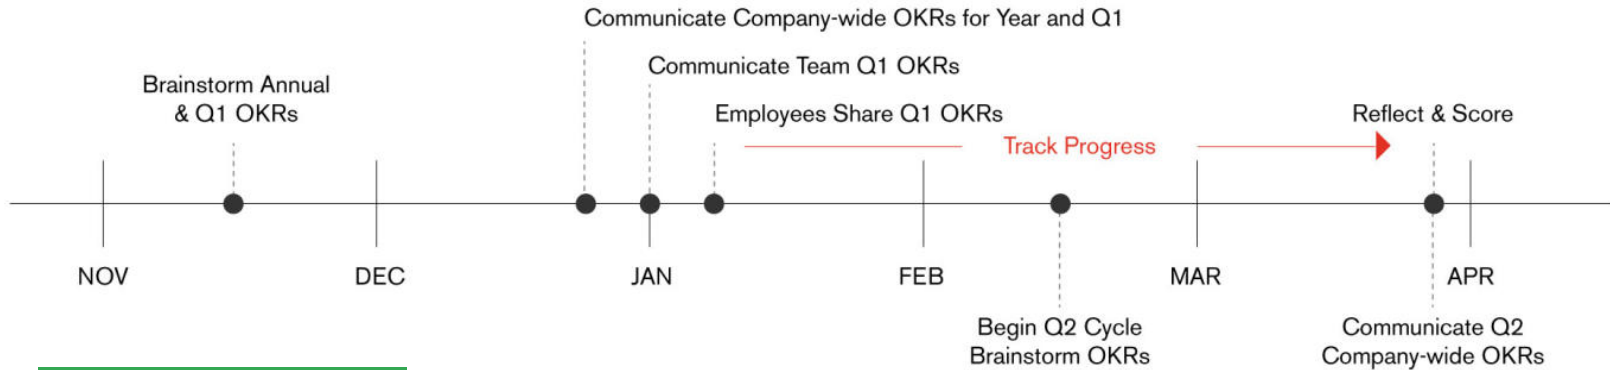 Communicate Company-wide OKRs for Year and Q1
Communicate Team Q1 OKRs
Brainstorm Annual
& Q1 OKRs
Employees Share Q1 OKRs
Reflect & Score
Track Progress
NOV
DEC
JAN
FEB
MAR
APR
Begin Q2 Cycle
Brainstorm OKRs
Communicate Q2
Company-wide OKRs